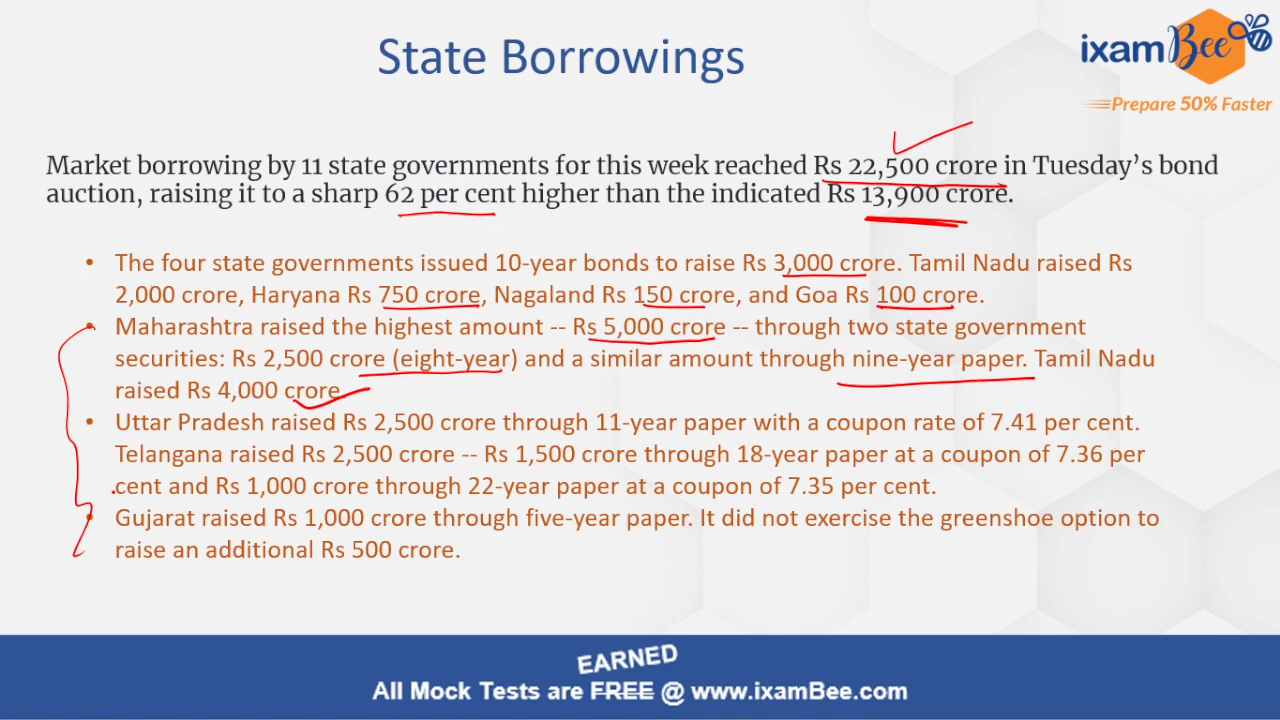 State Borrowings
ixamBee
Prepare 50% Faster
Market borrowing by 11 state governments for this week reached Rs 22,500 crore in Tuesday's bond
auction, raising it to a sharp 62 per cent higher than the indicated Rs 13,900 crore.
• The four state governments issued 10-year bonds to raise Rs 3,000 crore. Tamil Nadu raised Rs
2,000 crore, Haryana Rs 750 crore, Nagaland Rs 150 crore, and Goa Rs 100 crore.
• Maharashtra raised the highest amount -- Rs 5,000 crore -- through two state government
securities: Rs 2,500 crore (eight-year) and a similar amount through nine-year paper. Tamil Nadu
raised Rs 4,000 crore.
• Uttar Pradesh raised Rs 2,500 crore through 11-year paper with a coupon rate of 7.41 per cent.
Telangana raised Rs 2,500 crore -- Rs 1,500 crore through 18-year paper at a coupon of 7.36 per
cent and Rs 1,000 crore through 22-year paper at a coupon of 7.35 per cent.
• Gujarat raised Rs 1,000 crore through five-year paper. It did not exercise the greenshoe option to
raise an additional Rs 500 crore.
EARNED
All Mock Tests are FREE @ www.ixamBee.com